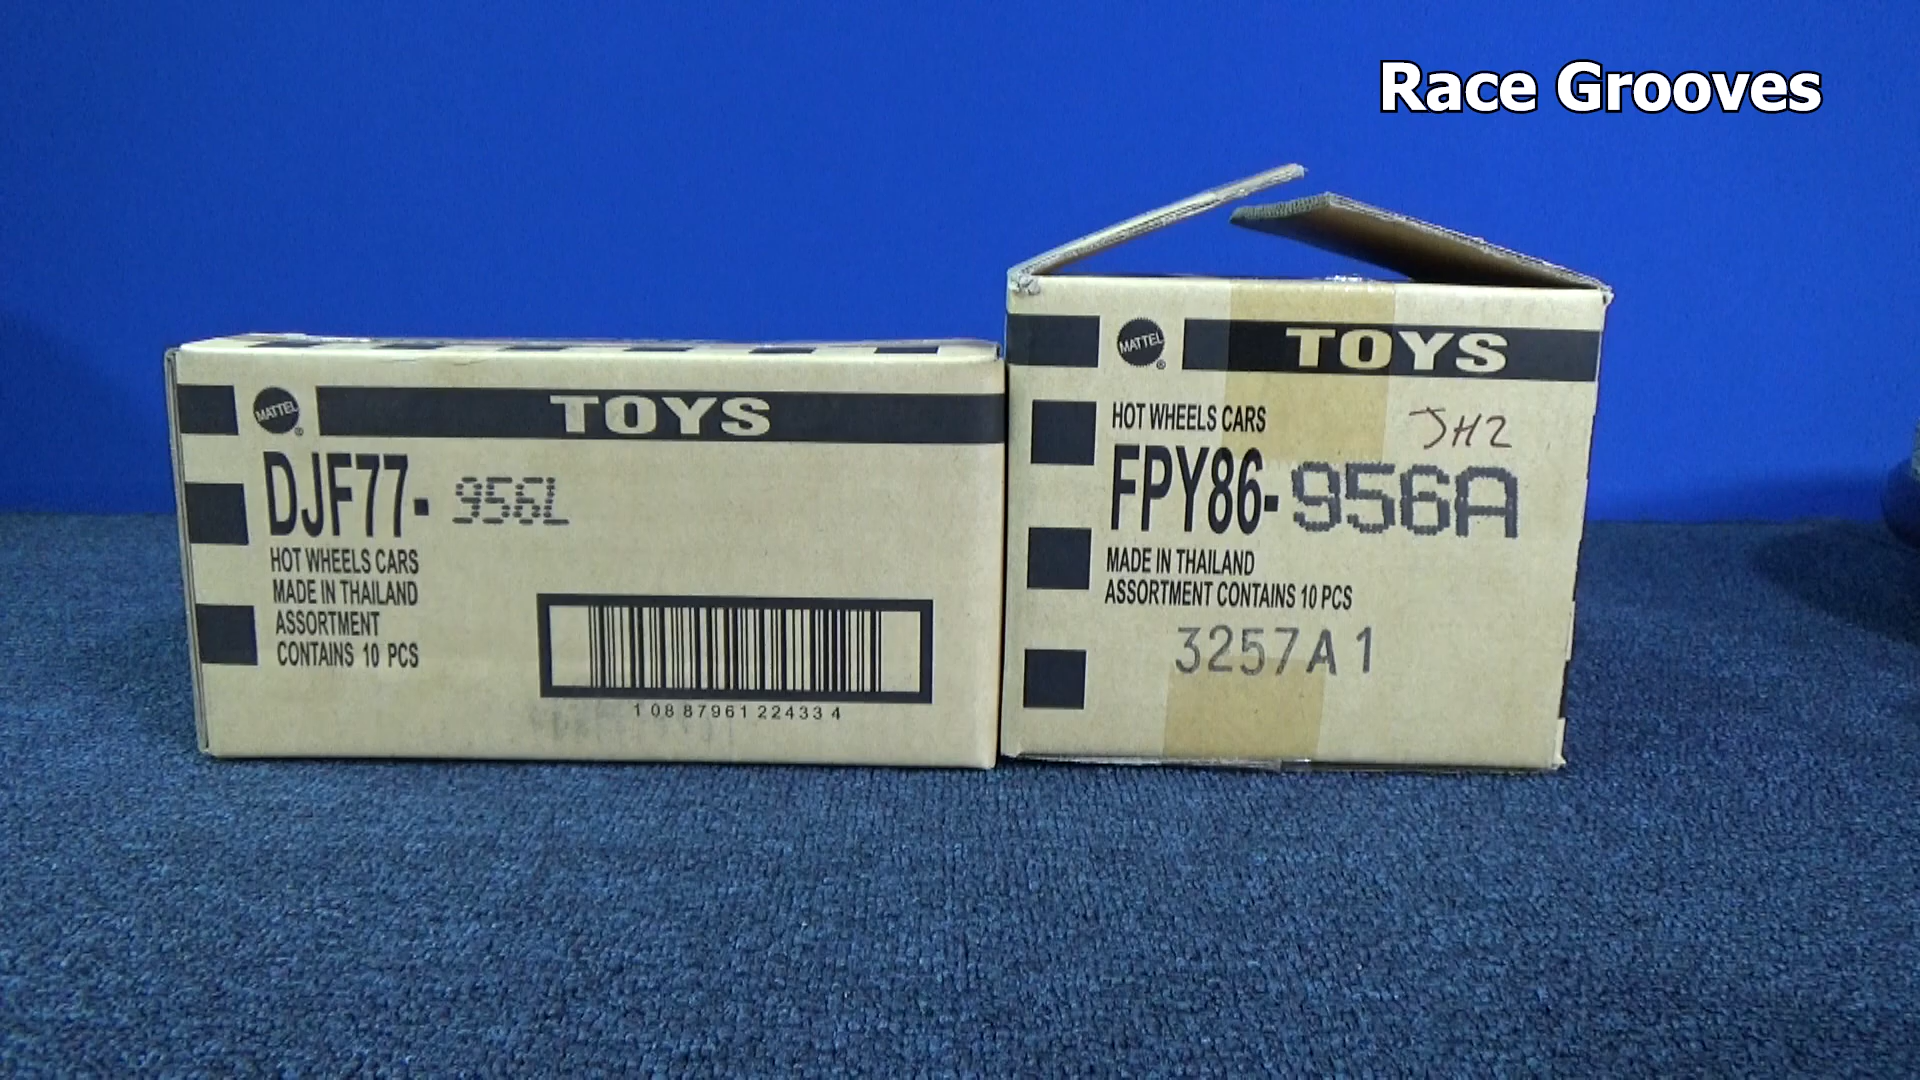 Race Grooves
MATTEL
TOYS
DJF77- 956L
HOT WHEELS CARS
MADE IN THAILAND
ASSORTMENT
CONTAINS 10 PCS
1 08 87961 22433 4
MATTEL
TOYS
HOT WHEELS CARS
JH2
FPY86-956A
MADE IN THAILAND
ASSORTMENT CONTAINS 10 PCS
3257A1